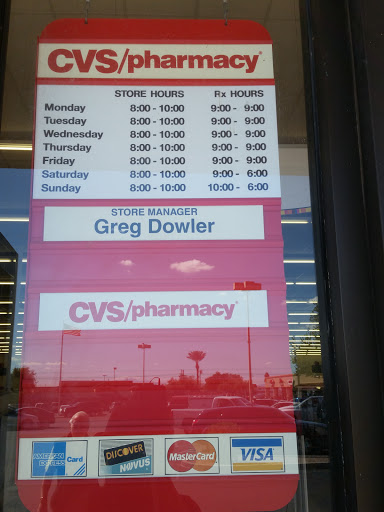 CVS/pharmacy
STORE HOURS Rx HOURS
Monday 8:00 - 10:00 9:00 - 9:00
Tuesday 8:00 - 10:00 9:00 - 9:00
Wednesday 8:00 - 10:00 9:00 - 9:00
Thursday 8:00 - 10:00 9:00 - 9:00
Friday 8:00 - 10:00 9:00 - 9:00
Saturday 8:00 - 10:00 9:00 - 6:00
Sunday 8:00 - 10:00 10:00 - 6:00
STORE MANAGER
Greg Dowler
CVS/pharmacy
AMERICAN EXPRESS Card
DISCOVER NOVUS
MasterCard
VISA